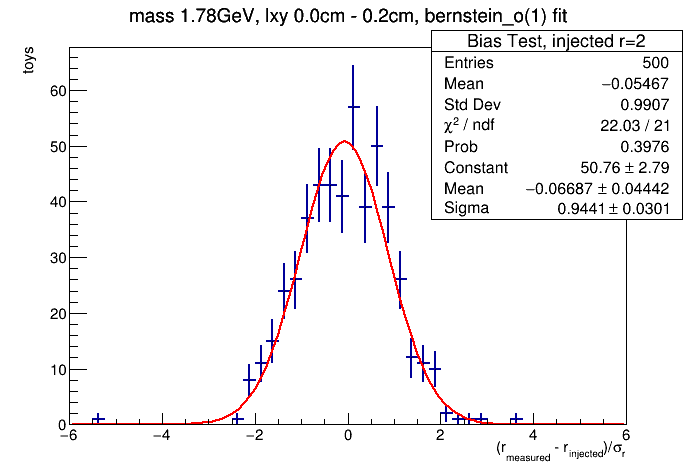 mass 1.78GeV, lxy 0.0cm - 0.2cm, bernstein_o(1) fit
Bias Test, injected r=2
Entries 500
Mean −0.05467
Std Dev 0.9907
χ² / ndf 22.03 / 21
Prob 0.3976
Constant 50.76 ± 2.79
Mean −0.06687 ± 0.04442
Sigma 0.9441 ± 0.0301
toys
60
50
40
30
20
10
0
−6 −4 −2 0 2 4 6
(r_measured - r_injected)/σ_r